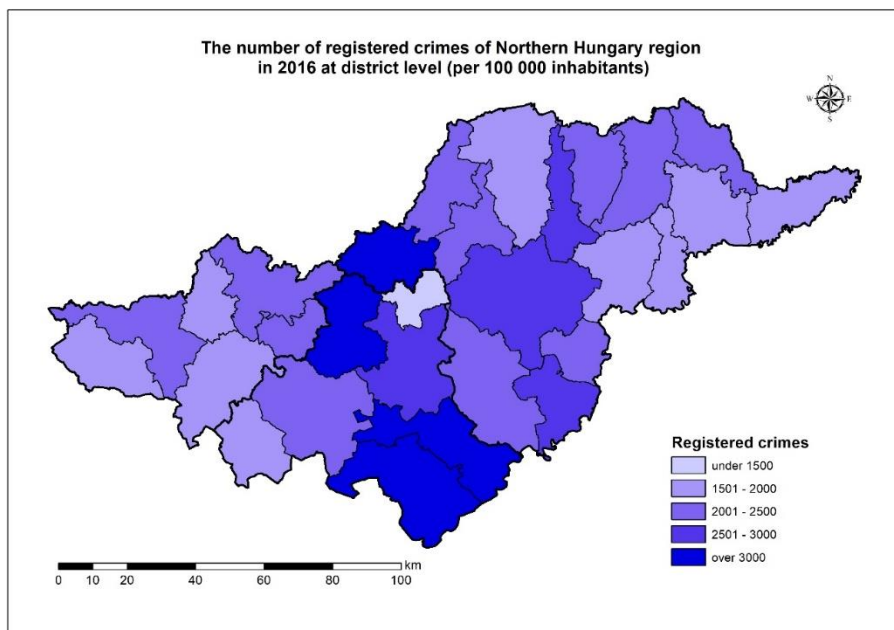 The number of registered crimes of Northern Hungary region
in 2016 at district level (per 100 000 inhabitants)
N
W E
S
Registered crimes
under 1500
1501 - 2000
2001 - 2500
2501 - 3000
over 3000
km
0 10 20 40 60 80 100